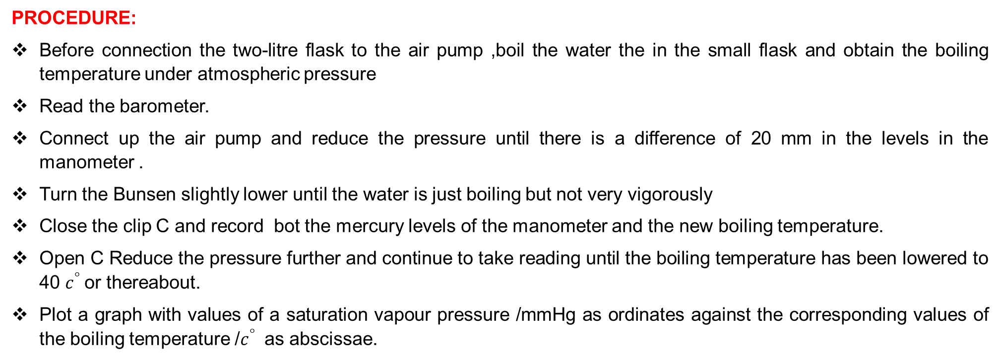 PROCEDURE:
❖ Before connection the two-litre flask to the air pump ,boil the water the in the small flask and obtain the boiling
temperature under atmospheric pressure
❖ Read the barometer.
❖ Connect up the air pump and reduce the pressure until there is a difference of 20 mm in the levels in the
manometer .
❖ Turn the Bunsen slightly lower until the water is just boiling but not very vigorously
❖ Close the clip C and record bot the mercury levels of the manometer and the new boiling temperature.
❖ Open C Reduce the pressure further and continue to take reading until the boiling temperature has been lowered to
40 c° or thereabout.
❖ Plot a graph with values of a saturation vapour pressure /mmHg as ordinates against the corresponding values of
the boiling temperature /c° as abscissae.